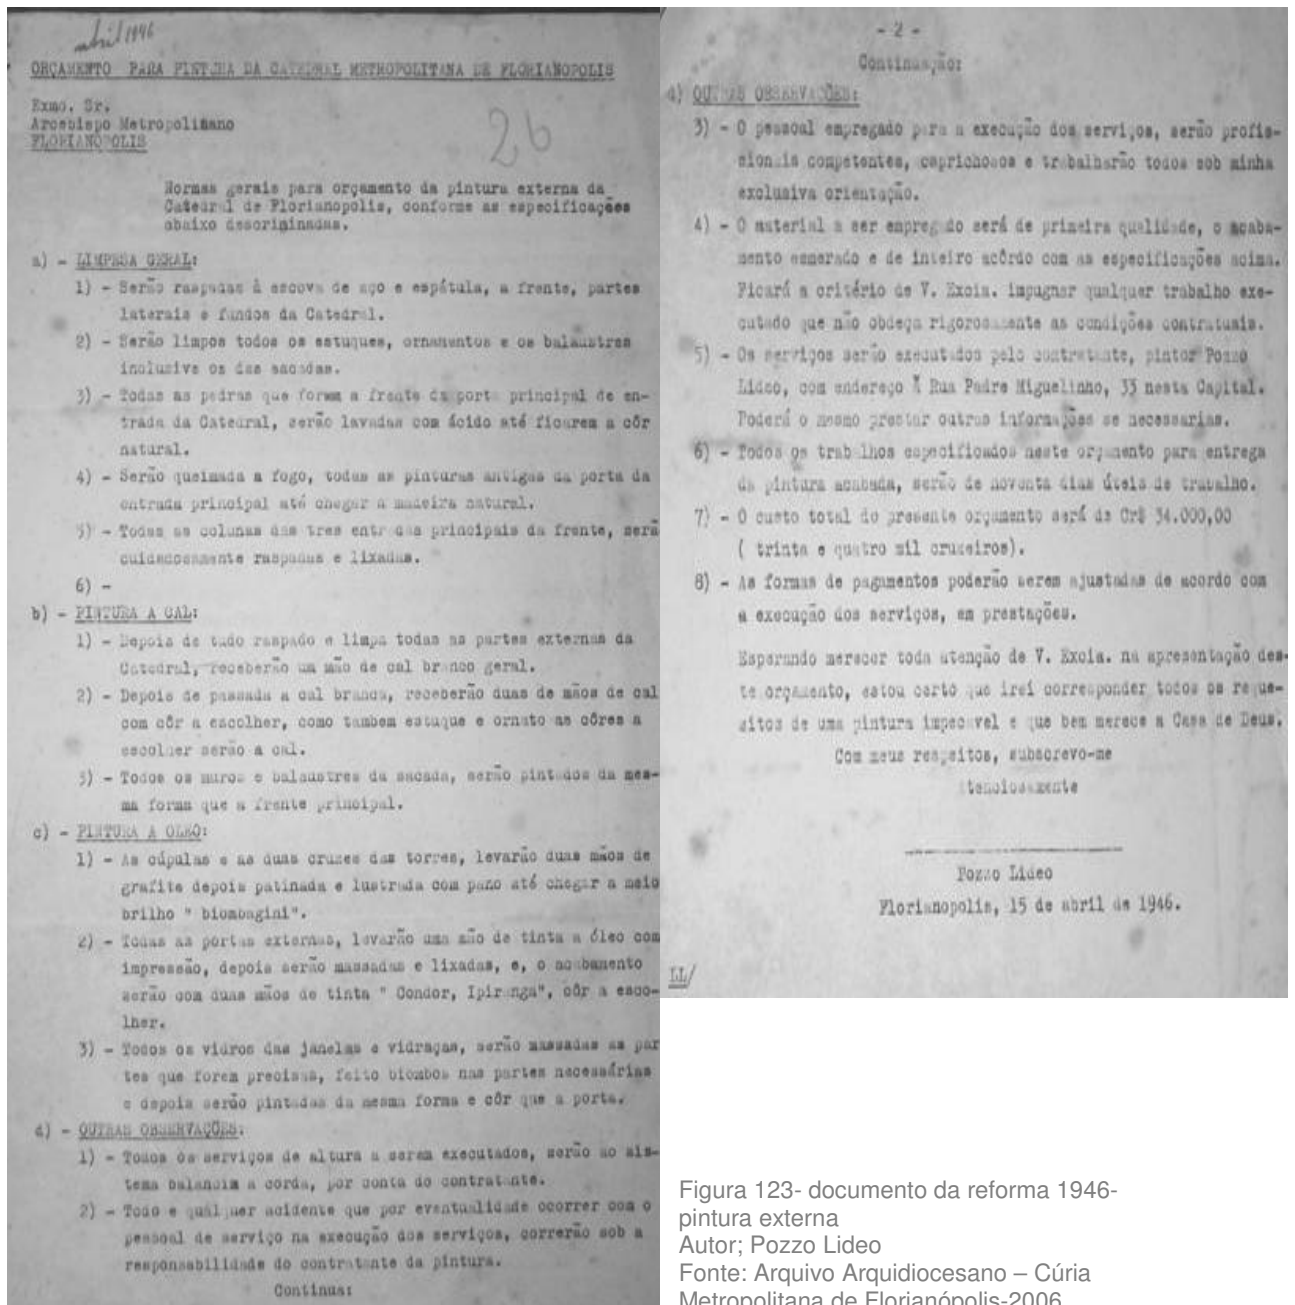 abril 1946
ORÇAMENTO PARA PINTURA DA CATEDRAL METROPOLITANA DE FLORIANOPOLIS
Exmo. Sr.
Arcebispo Metropolitano
FLORIANOPOLIS
26
Normas gerais para orçamento da pintura externa da
Catedral de Florianopolis, conforme as especificações
abaixo descriminadas.
a) - LIMPESA GERAL:
1) - Serão raspadas à escova de aço e espátula, a frente, partes
laterais e fundos da Catedral.
2) - Serão limpos todos os estuques, ornamentos e os balaustres
inclusive os das sacadas.
3) - Todas as pedras que forem a frente da porta principal de en-
trada da Catedral, serão lavadas com ácido até ficarem a côr
natural.
4) - Serão queimada a fogo, todas as pinturas antigas da porta da
entrada principal até chegar a madeira natural.
5) - Todas as colunas das tres entradas principais da frente, serã
cuidadosamente raspadas e lixadas.
6) -
b) - PINTURA A CAL:
1) - Depois de tudo raspado e limpa todas as partes externas da
Catedral, receberão um mão de cal branco geral.
2) - Depois de passada a cal branca, receberão duas de mãos de cal
com côr a escolher, como tambem estuque e ornato as côres a
escolher serão a cal.
3) - Todos os muros e balaustres da sacada, serão pintados da mes-
ma forma que a frente principal.
c) - PINTURA A OLEO:
1) - As cúpulas e as duas cruzes das torres, levarão duas mãos de
grafite depois patinada e lustrada com pano até chegar a meio
brilho " biombagini".
2) - Todas as portas externas, levarão uma mão de tinta a óleo com
impressão, depois serão massadas e lixadas, e, o acabamento
serão com duas mãos de tinta " Condor, Ipiranga", côr a esco-
lher.
3) - Todos os vidros das janelas e vidraças, serão massadas as par
tes que forem precisas, feito biombos nas partes necessárias
e depois serão pintadas da mesma forma e côr que a porta.
d) - OUTRAS OBSERVAÇÕES:
1) - Todos os serviços de altura a serem executados, serão ao sis-
tema balancim a corda, por conta do contratante.
2) - Todo e qualquer acidente que por eventualidade ocorrer com o
pessoal de serviço na execução dos serviços, correrão sob a
responsabilidade do contratante da pintura.
Continua:
- 2 -
Continuação:
d) OUTRAS OBSERVAÇÕES:
3) - O pessoal empregado para a execução dos serviços, serão profis-
sionais competentes, caprichosos e trabalharão todos sob minha
exclusiva orientação.
4) - O material a ser empregado será de primeira qualidade, o acaba-
mento esmerado e de inteiro acôrdo com as especificações acima.
Ficará a critério de V. Excia. impugnar qualquer trabalho exe-
cutado que não obdeça rigorosamente as condições contratuais.
5) - Os serviços serão executados pelo contratante, pintor Pozzo
Lideo, com endereço Rua Padre Miguelinho, 33 nesta Capital.
Poderá o mesmo prestar outras informações se necessarias.
6) - Todos os trabalhos especificados neste orçamento para entrega
da pintura acabada, serão de noventa dias úteis de trabalho.
7) - O custo total do presente orçamento será de Cr$ 34.000,00
( trinta e quatro mil cruzeiros).
8) - As formas de pagamentos poderão serem ajustadas de acordo com
a execução dos serviços, em prestações.
Esperando merecer toda atenção de V. Excia. na apresentação des-
te orçamento, estou certo que irei corresponder todos os reque-
sitos de uma pintura impecavel e que bem merece a Casa de Deus.
Com meus respeitos, subscrevo-me
tenciosamente
Pozzo Lideo
Florianopolis, 15 de abril de 1946.
LL/
Figura 123- documento da reforma 1946-
pintura externa
Autor; Pozzo Lideo
Fonte: Arquivo Arquidiocesano – Cúria
Metropolitana de Florianópolis-2006